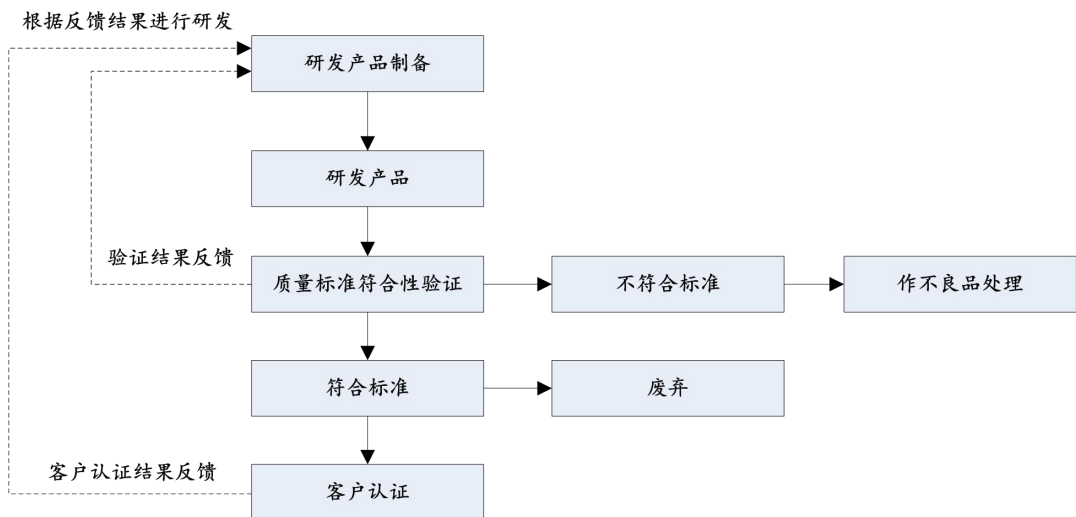 根据反馈结果进行研发
研发产品制备
研发产品
验证结果反馈
质量标准符合性验证
不符合标准
作不良品处理
符合标准
废弃
客户认证结果反馈
客户认证